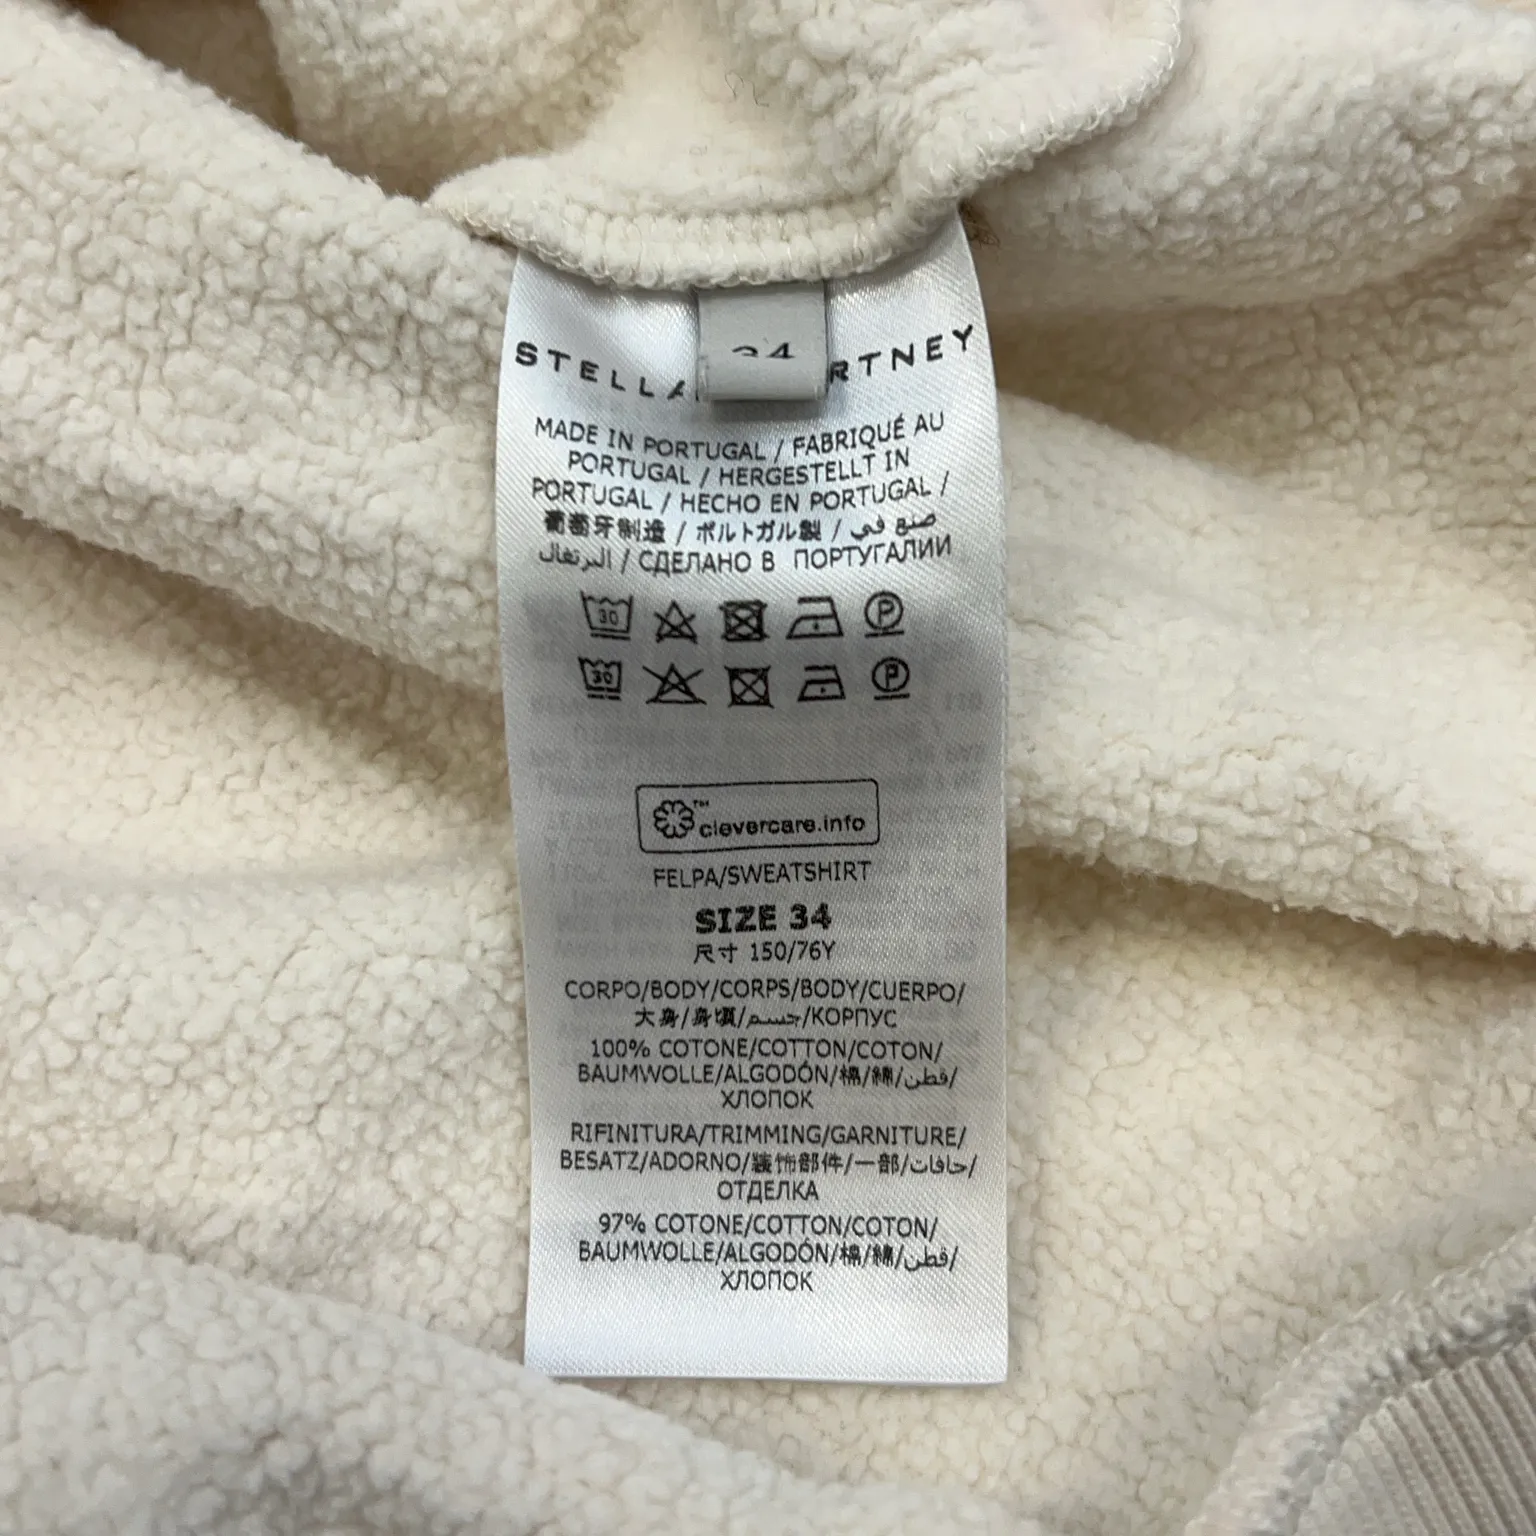 STELLA RTNEY
34
MADE IN PORTUGAL / FABRIQUÉ AU
PORTUGAL / HERGESTELLT IN
PORTUGAL / HECHO EN PORTUGAL /
葡萄牙制造 / ポルトガル製 / صنع في
البرتغال / СДЕЛАНО В ПОРТУГАЛИИ
30 P
30 P
™ clevercare.info
FELPA/SWEATSHIRT
SIZE 34
尺寸 150/76Y
CORPO/BODY/CORPS/BODY/CUERPO/
大身/身頃/جسم/КОРПУС
100% COTONE/COTTON/COTON/
BAUMWOLLE/ALGODÓN/棉/綿/قطن/
ХЛОПОК
RIFINITURA/TRIMMING/GARNITURE/
BESATZ/ADORNO/装饰部件/一部/حافات/
ОТДЕЛКА
97% COTONE/COTTON/COTON/
BAUMWOLLE/ALGODÓN/棉/綿/قطن/
ХЛОПОК